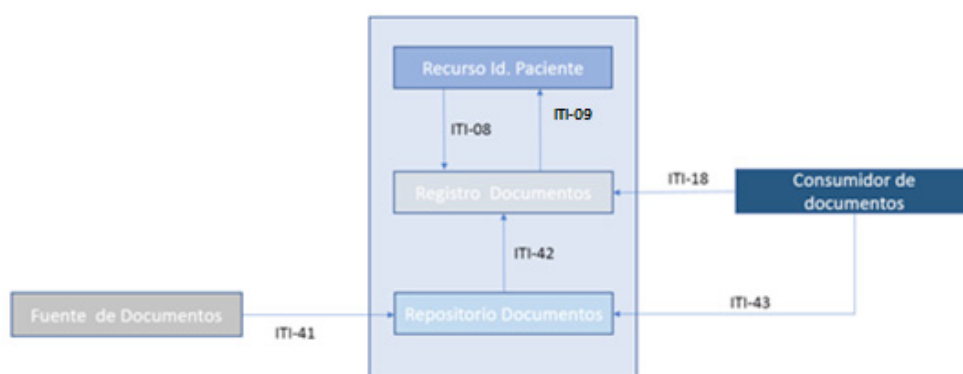 Recurso Id. Paciente
ITI-08
ITI-09
Registro Documentos
ITI-18
Consumidor de
documentos
ITI-42
Fuente de Documentos
ITI-41
Repositorio Documentos
ITI-43